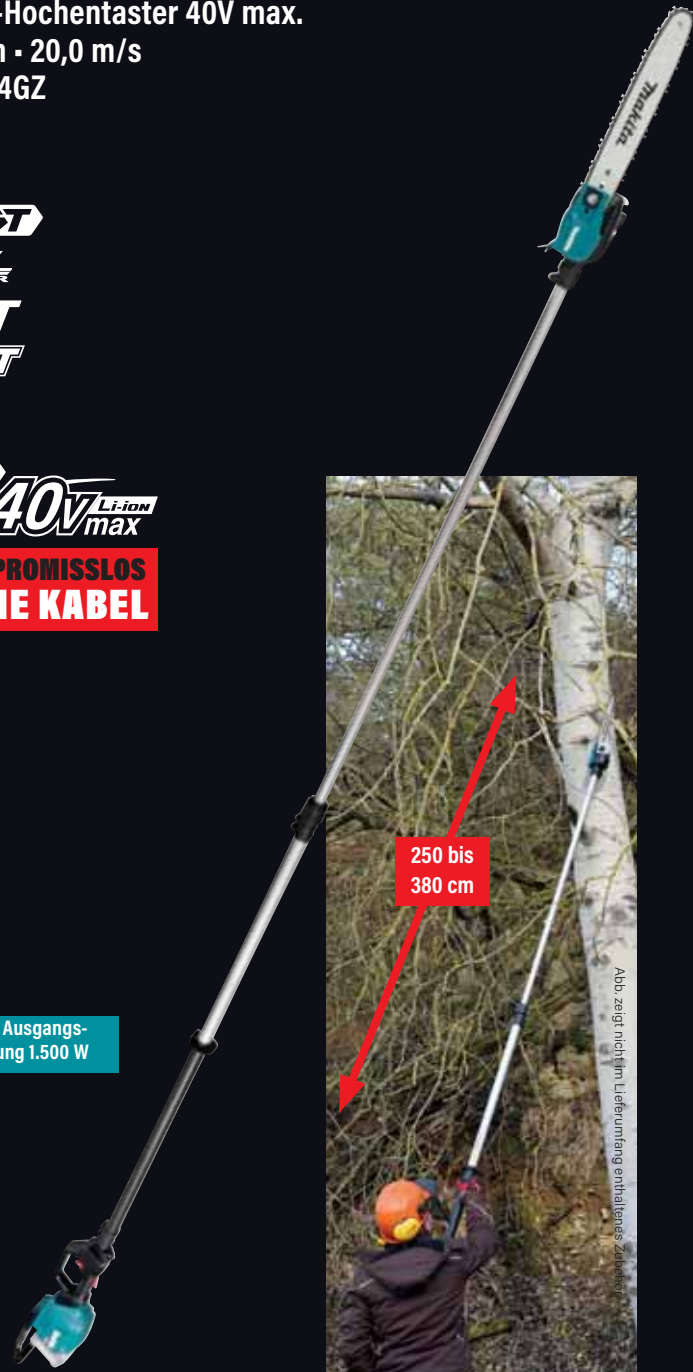 -Hochentaster 40V max.
n · 20,0 m/s
4GZ
T
R
T
T
40V Li-ion
max
PROMISSLOS
NE KABEL
Makita
250 bis
380 cm
Ausgangs-
ung 1.500 W
Abb. zeigt nicht im Lieferumfang enthaltenes Zubehör